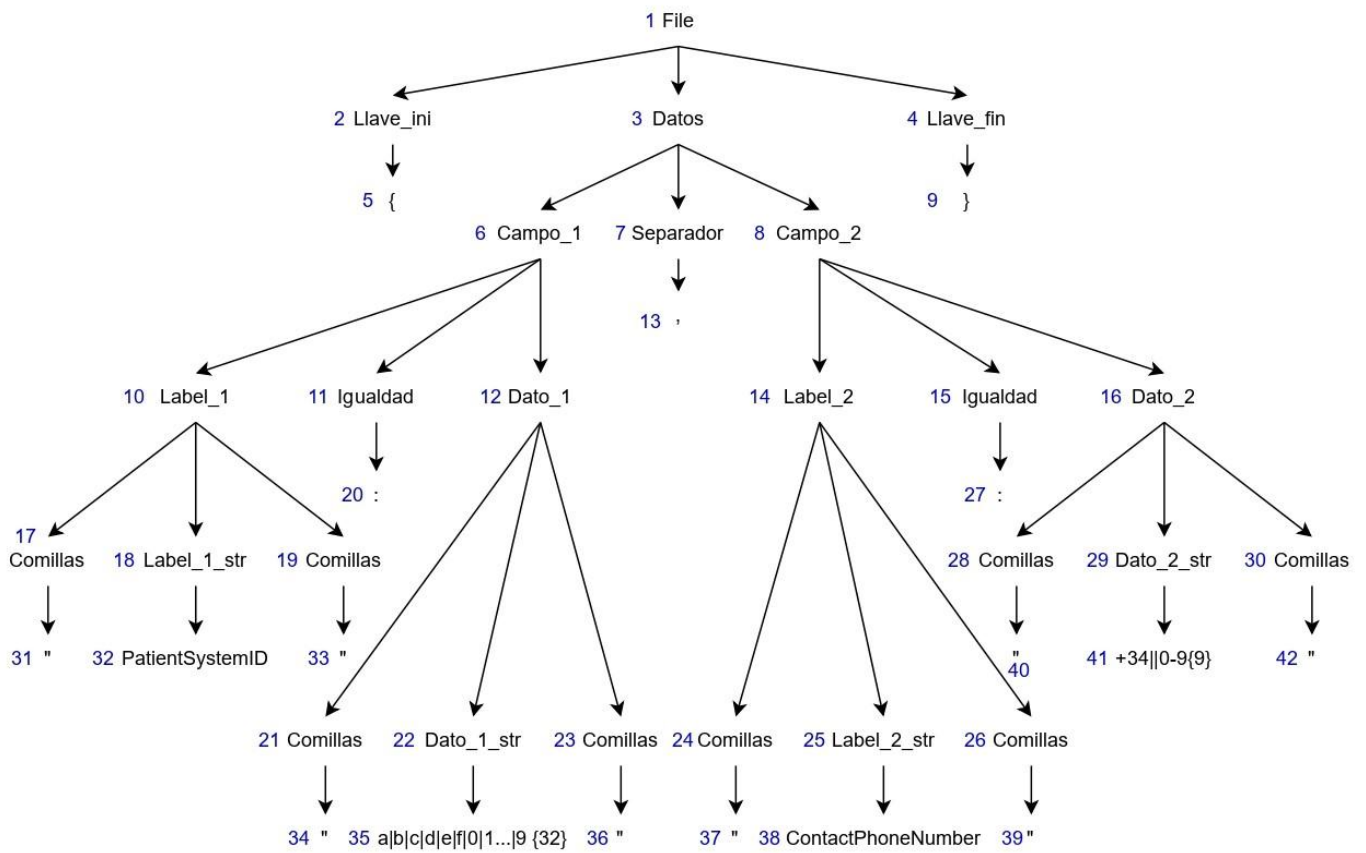 1 File
2 Llave_ini
3 Datos
4 Llave_fin
5 {
9 }
6 Campo_1
7 Separador
8 Campo_2
13 ,
10 Label_1
11 Igualdad
12 Dato_1
14 Label_2
15 Igualdad
16 Dato_2
20 :
27 :
17
Comillas
18 Label_1_str
19 Comillas
28 Comillas
29 Dato_2_str
30 Comillas
31 "
32 PatientSystemID
33 "
"
40
41 +34||0-9{9}
42 "
21 Comillas
22 Dato_1_str
23 Comillas
24 Comillas
25 Label_2_str
26 Comillas
34 "
35 a|b|c|d|e|f|0|1...|9 {32}
36 "
37 "
38 ContactPhoneNumber
39 "